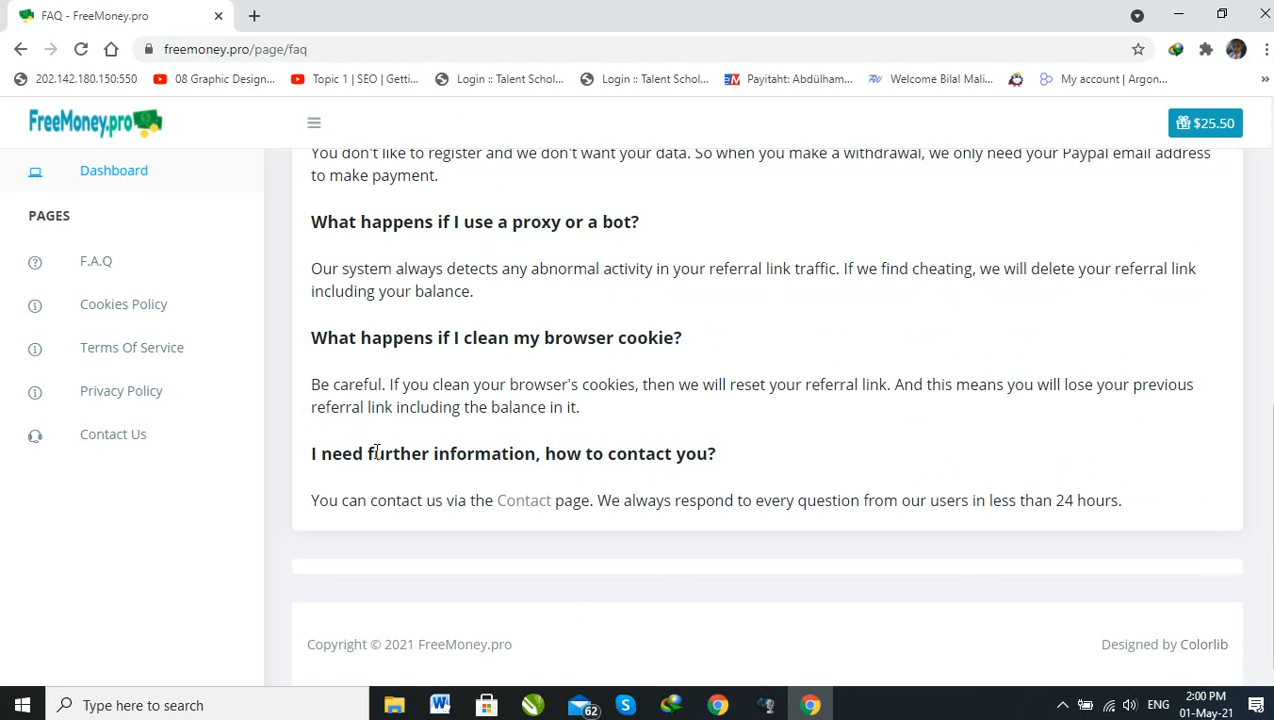 FAQ - FreeMoney.pro
freemoney.pro/page/faq
202.142.180.150:550
08 Graphic Design...
Topic 1 | SEO | Getti...
Login :: Talent Schol...
Login :: Talent Schol...
Payitaht: Abdülham...
Welcome Bilal Mali...
My account | Argon...
»
FreeMoney.pro
$25.50
Dashboard
PAGES
F.A.Q
Cookies Policy
Terms Of Service
Privacy Policy
Contact Us
You don't like to register and we don't want your data. So when you make a withdrawal, we only need your Paypal email address
to make payment.
What happens if I use a proxy or a bot?
Our system always detects any abnormal activity in your referral link traffic. If we find cheating, we will delete your referral link
including your balance.
What happens if I clean my browser cookie?
Be careful. If you clean your browser's cookies, then we will reset your referral link. And this means you will lose your previous
referral link including the balance in it.
I need further information, how to contact you?
You can contact us via the Contact page. We always respond to every question from our users in less than 24 hours.
Copyright © 2021 FreeMoney.pro
Designed by Colorlib
Type here to search
62
ENG
2:00 PM
01-May-21